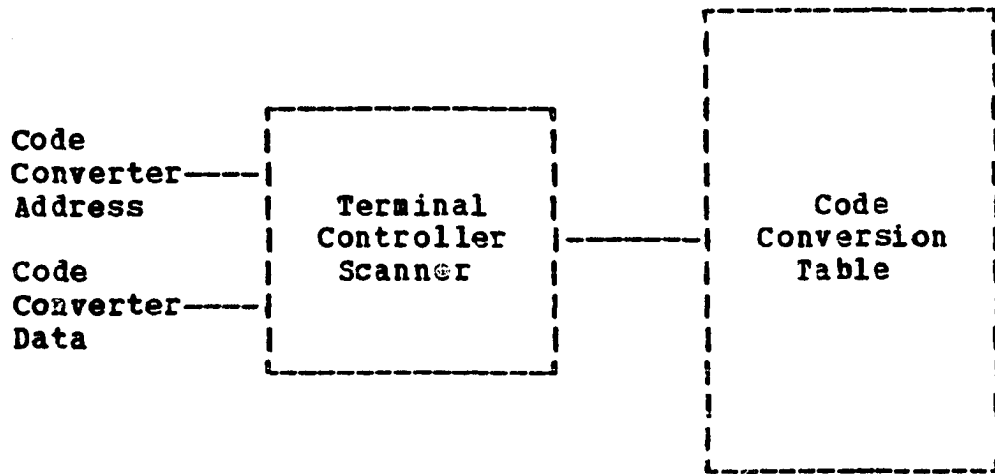 Code
Converter
Address
Code
Converter
Data
Terminal
Controller
Scanner
Code
Conversion
Table